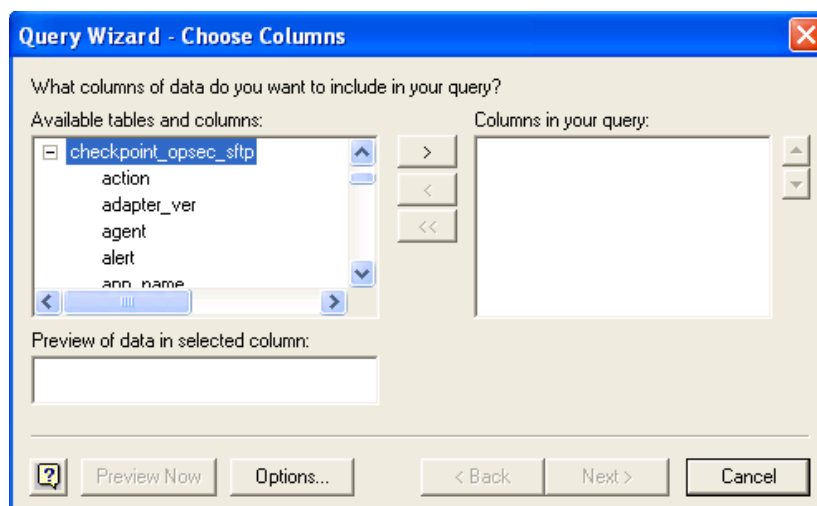 Query Wizard - Choose Columns
What columns of data do you want to include in your query?
Available tables and columns:
Columns in your query:
checkpoint_opsec_sftp
action
adapter_ver
agent
alert
app_name
>
<
<<
Preview of data in selected column:
?
Preview Now
Options...
< Back
Next >
Cancel